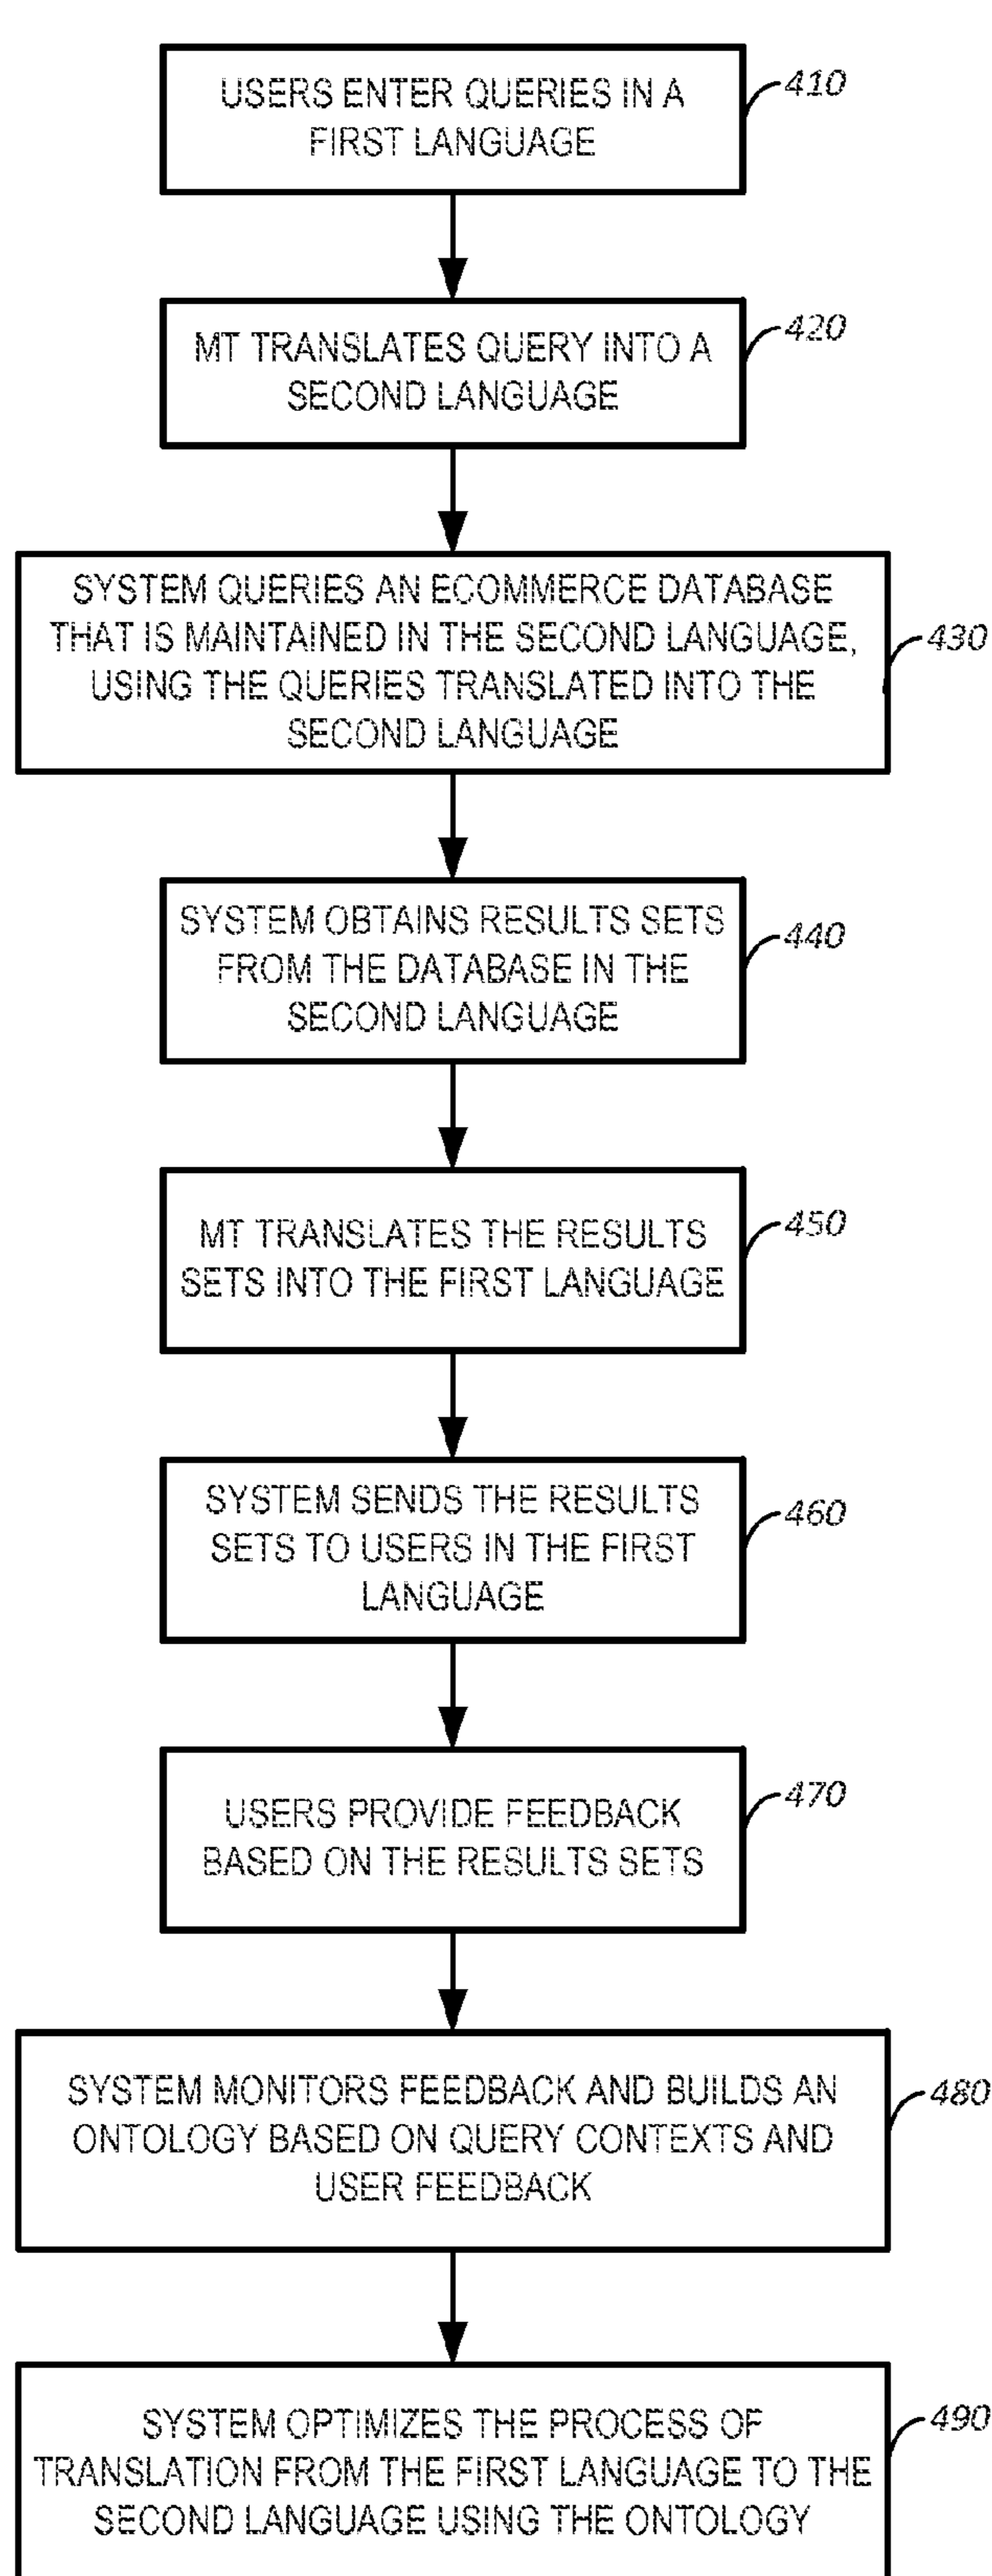 USERS ENTER QUERIES IN A
FIRST LANGUAGE
410
MT TRANSLATES QUERY INTO A
SECOND LANGUAGE
420
SYSTEM QUERIES AN ECOMMERCE DATABASE
THAT IS MAINTAINED IN THE SECOND LANGUAGE,
USING THE QUERIES TRANSLATED INTO THE
SECOND LANGUAGE
430
SYSTEM OBTAINS RESULTS SETS
FROM THE DATABASE IN THE
SECOND LANGUAGE
440
MT TRANSLATES THE RESULTS
SETS INTO THE FIRST LANGUAGE
450
SYSTEM SENDS THE RESULTS
SETS TO USERS IN THE FIRST
LANGUAGE
460
USERS PROVIDE FEEDBACK
BASED ON THE RESULTS SETS
470
SYSTEM MONITORS FEEDBACK AND BUILDS AN
ONTOLOGY BASED ON QUERY CONTEXTS AND
USER FEEDBACK
480
SYSTEM OPTIMIZES THE PROCESS OF
TRANSLATION FROM THE FIRST LANGUAGE TO THE
SECOND LANGUAGE USING THE ONTOLOGY
490